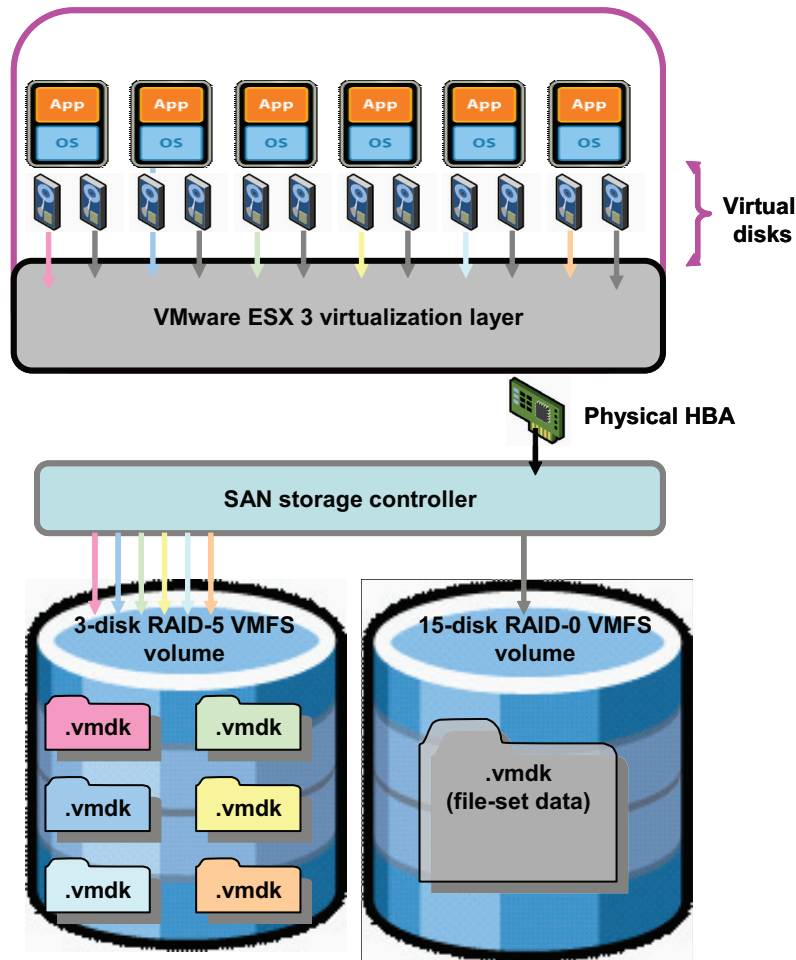 App App App App App App
OS OS OS OS OS OS
Virtual
disks
VMware ESX 3 virtualization layer
Physical HBA
SAN storage controller
3-disk RAID-5 VMFS
volume
15-disk RAID-0 VMFS
volume
.vmdk .vmdk
.vmdk .vmdk
.vmdk .vmdk
.vmdk
(file-set data)